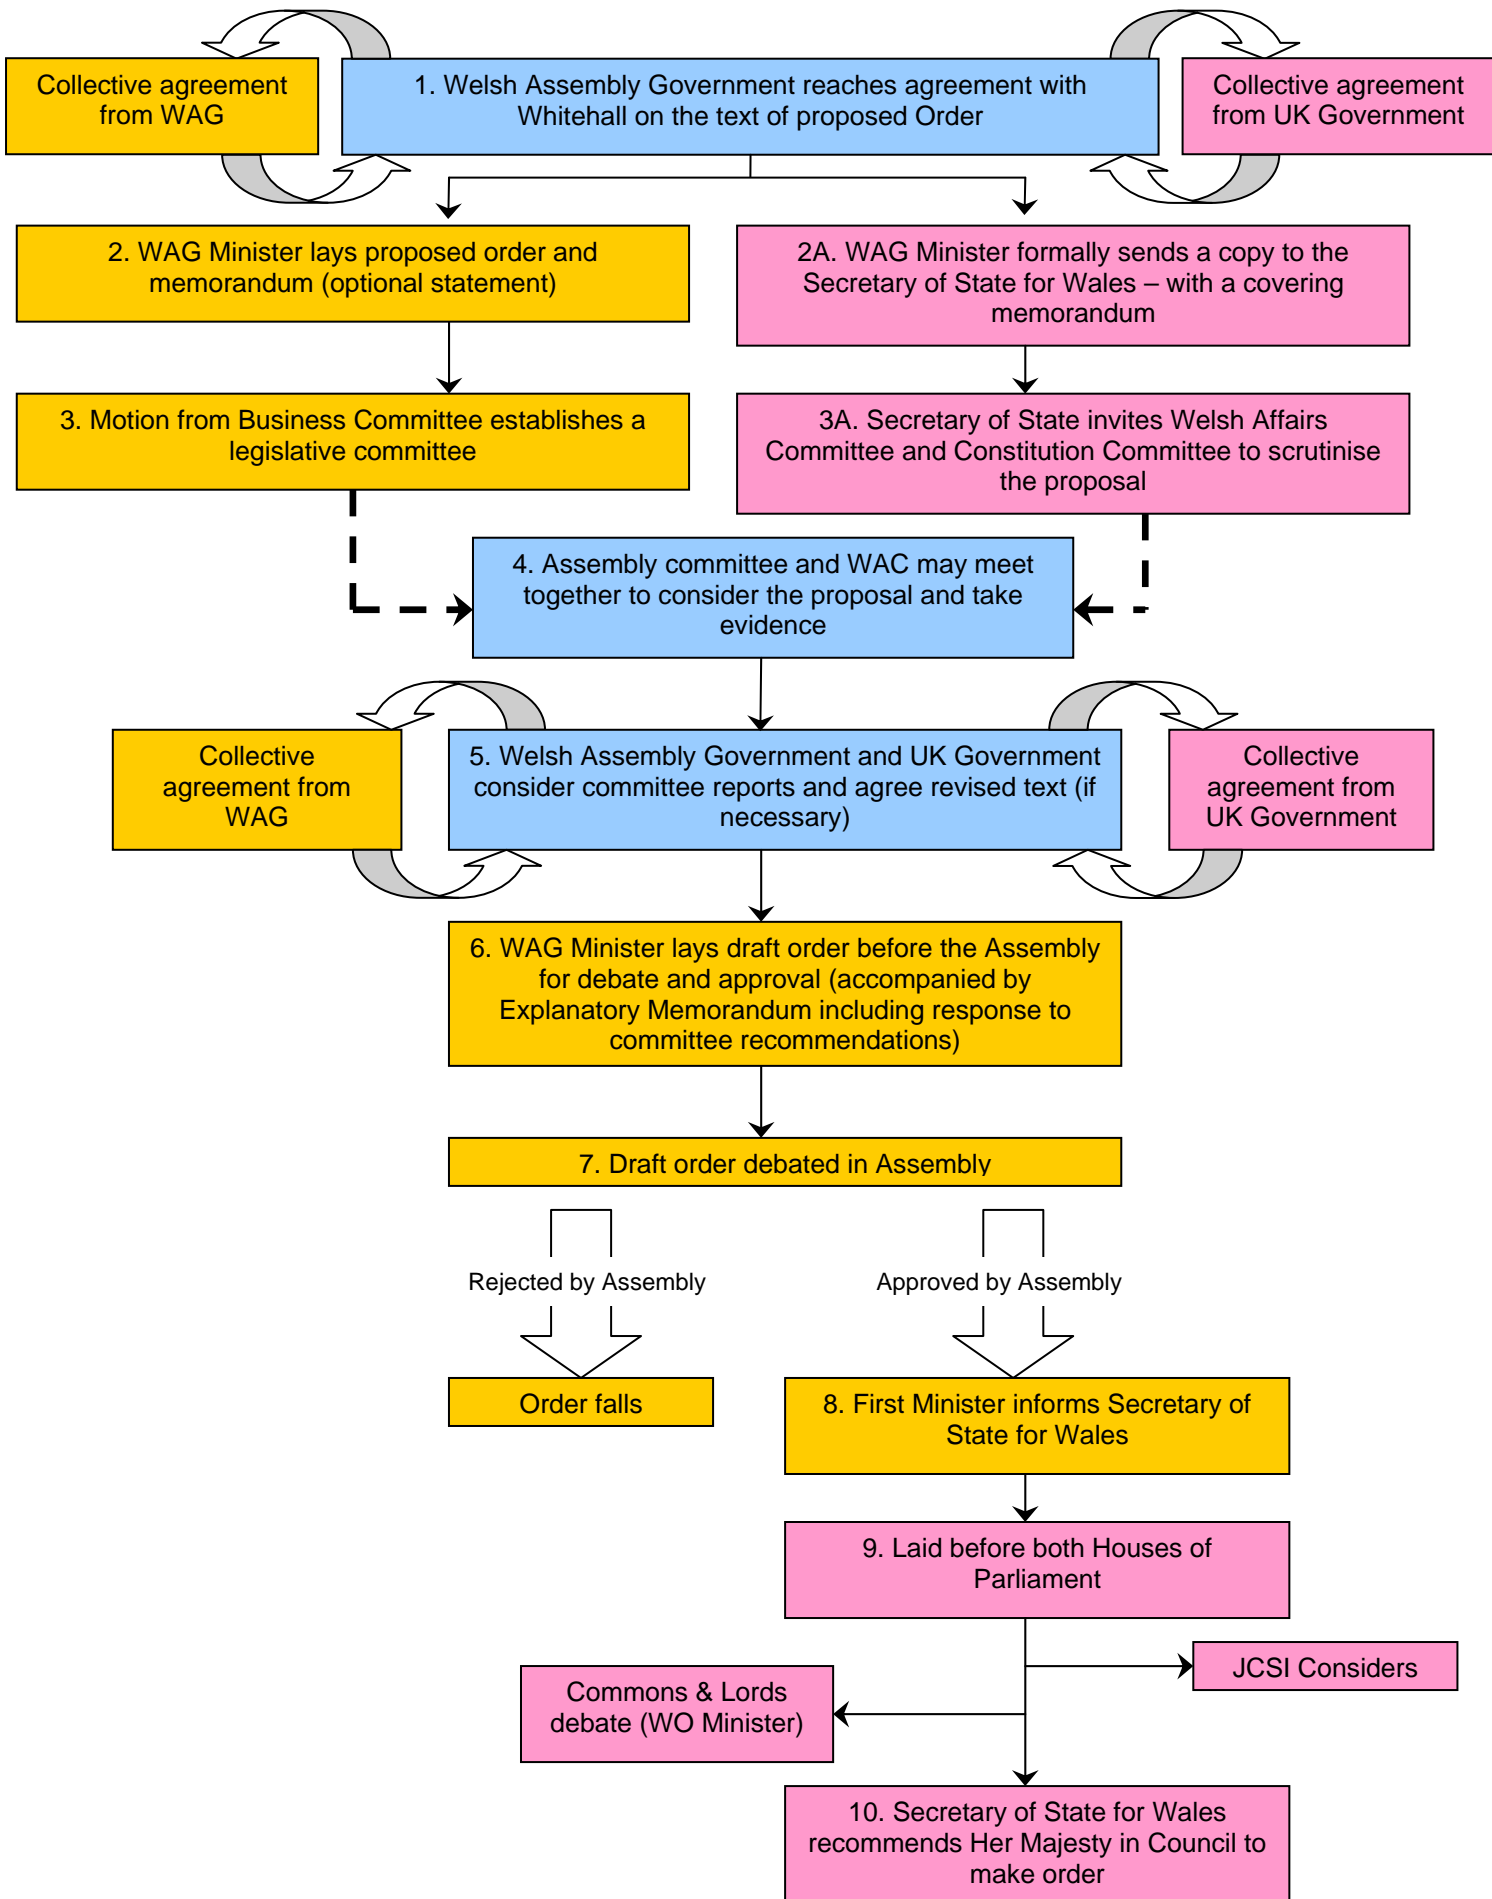 Collective agreement
from WAG
1. Welsh Assembly Government reaches agreement with
Whitehall on the text of proposed Order
Collective agreement
from UK Government
2. WAG Minister lays proposed order and
memorandum (optional statement)
2A. WAG Minister formally sends a copy to the
Secretary of State for Wales – with a covering
memorandum
3. Motion from Business Committee establishes a
legislative committee
3A. Secretary of State invites Welsh Affairs
Committee and Constitution Committee to scrutinise
the proposal
4. Assembly committee and WAC may meet
together to consider the proposal and take
evidence
Collective
agreement from
WAG
5. Welsh Assembly Government and UK Government
consider committee reports and agree revised text (if
necessary)
Collective
agreement from
UK Government
6. WAG Minister lays draft order before the Assembly
for debate and approval (accompanied by
Explanatory Memorandum including response to
committee recommendations)
7. Draft order debated in Assembly
Rejected by Assembly
Approved by Assembly
Order falls
8. First Minister informs Secretary of
State for Wales
9. Laid before both Houses of
Parliament
JCSI Considers
Commons & Lords
debate (WO Minister)
10. Secretary of State for Wales
recommends Her Majesty in Council to
make order